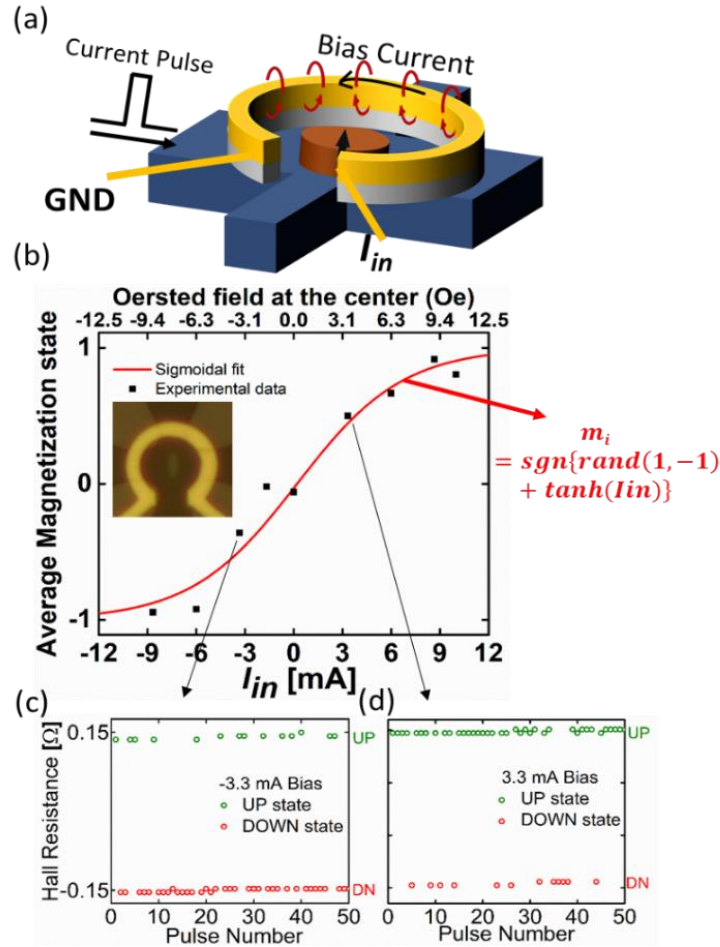 (a)
Current Pulse
Bias Current
GND
I_in
(b)
Oersted field at the center (Oe)
-12.5 -9.4 -6.3 -3.1 0.0 3.1 6.3 9.4 12.5
Sigmoidal fit
Experimental data
m_i
= sgn{rand(1,-1)
+ tanh(Iin)}
Average Magnetization state
1
0
-1
-12 -9 -6 -3 0 3 6 9 12
I_in [mA]
(c)
(d)
Hall Resistance [Ω]
0.15
-0.15
UP
-3.3 mA Bias
UP state
DOWN state
DN
0 10 20 30 40 50
Pulse Number
UP
3.3 mA Bias
UP state
DOWN state
DN
0 10 20 30 40 50
Pulse Number